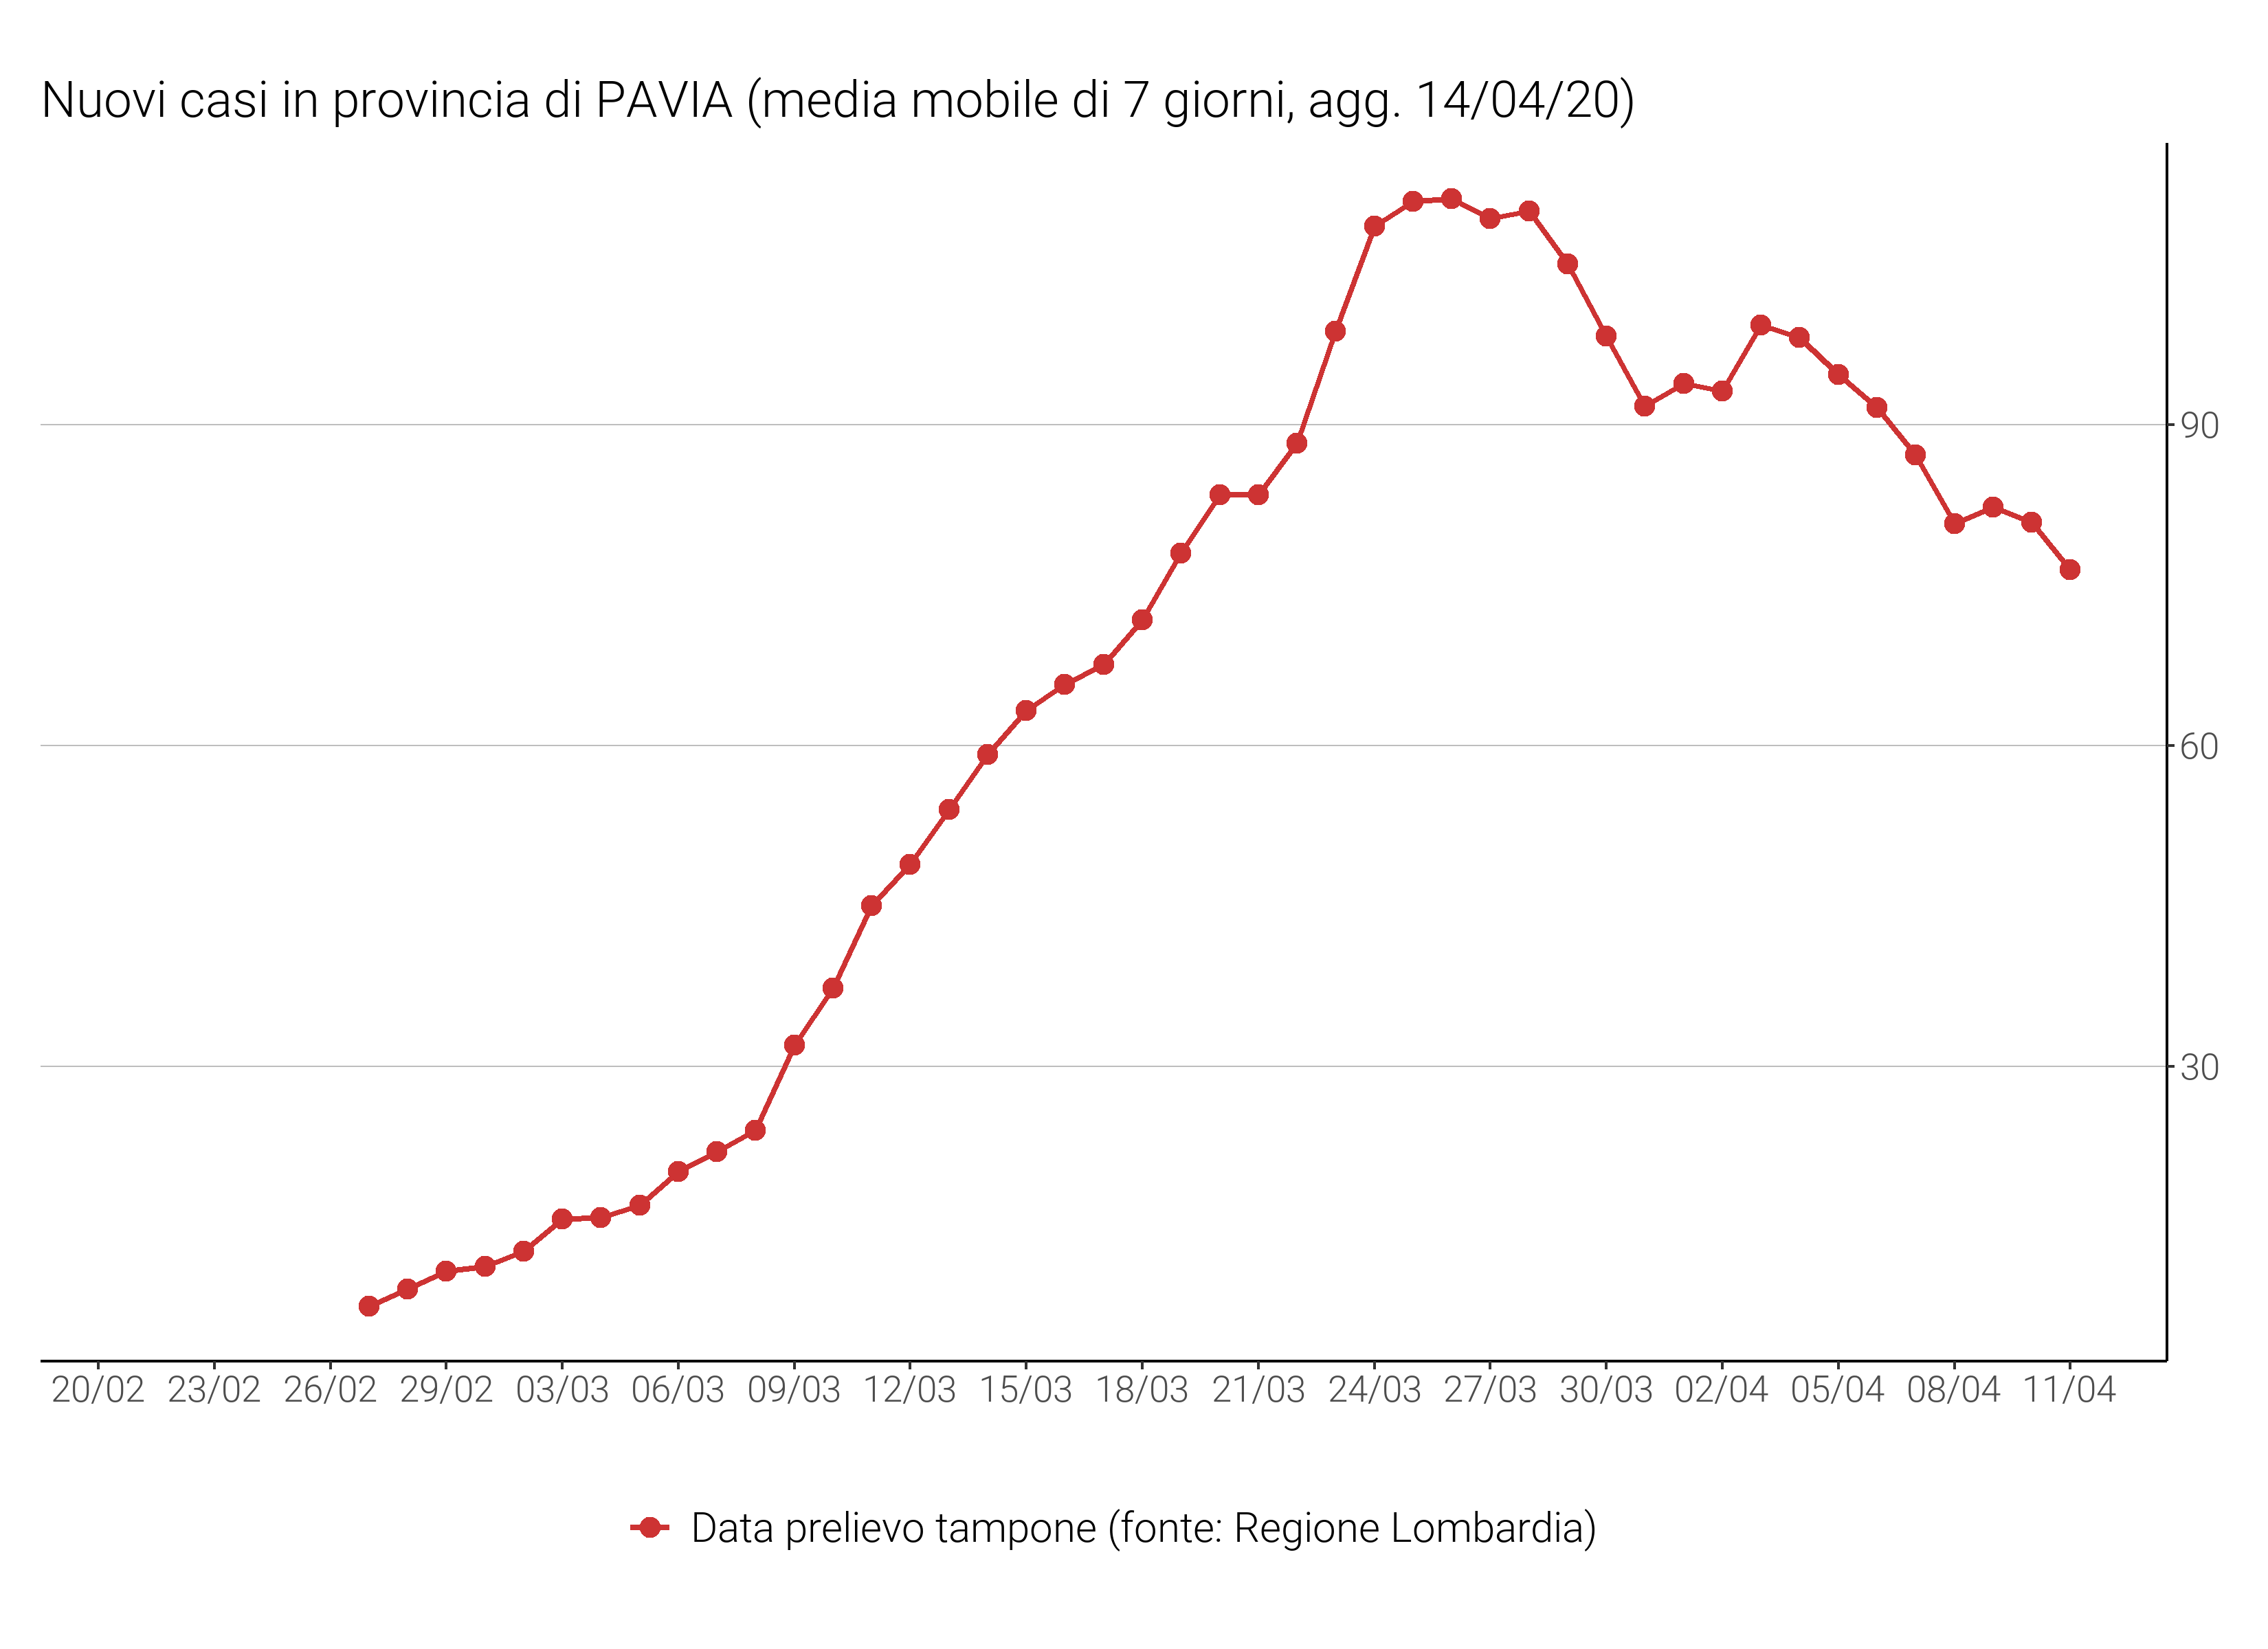 Nuovi casi in provincia di PAVIA (media mobile di 7 giorni, agg. 14/04/20)
90
60
30
20/02 23/02 26/02 29/02 03/03 06/03 09/03 12/03 15/03 18/03 21/03 24/03 27/03 30/03 02/04 05/04 08/04 11/04
Data prelievo tampone (fonte: Regione Lombardia)